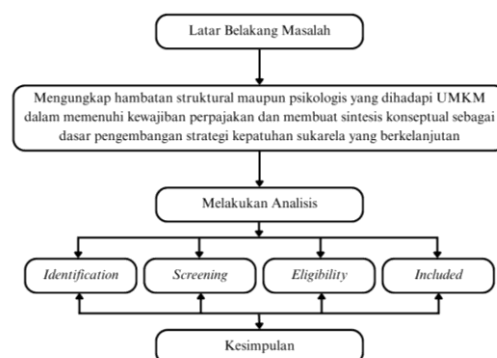 Latar Belakang Masalah
Mengungkap hambatan struktural maupun psikologis yang dihadapi UMKM
dalam memenuhi kewajiban perpajakan dan membuat sintesis konseptual sebagai
dasar pengembangan strategi kepatuhan sukarela yang berkelanjutan
Melakukan Analisis
Identification
Screening
Eligibility
Included
Kesimpulan